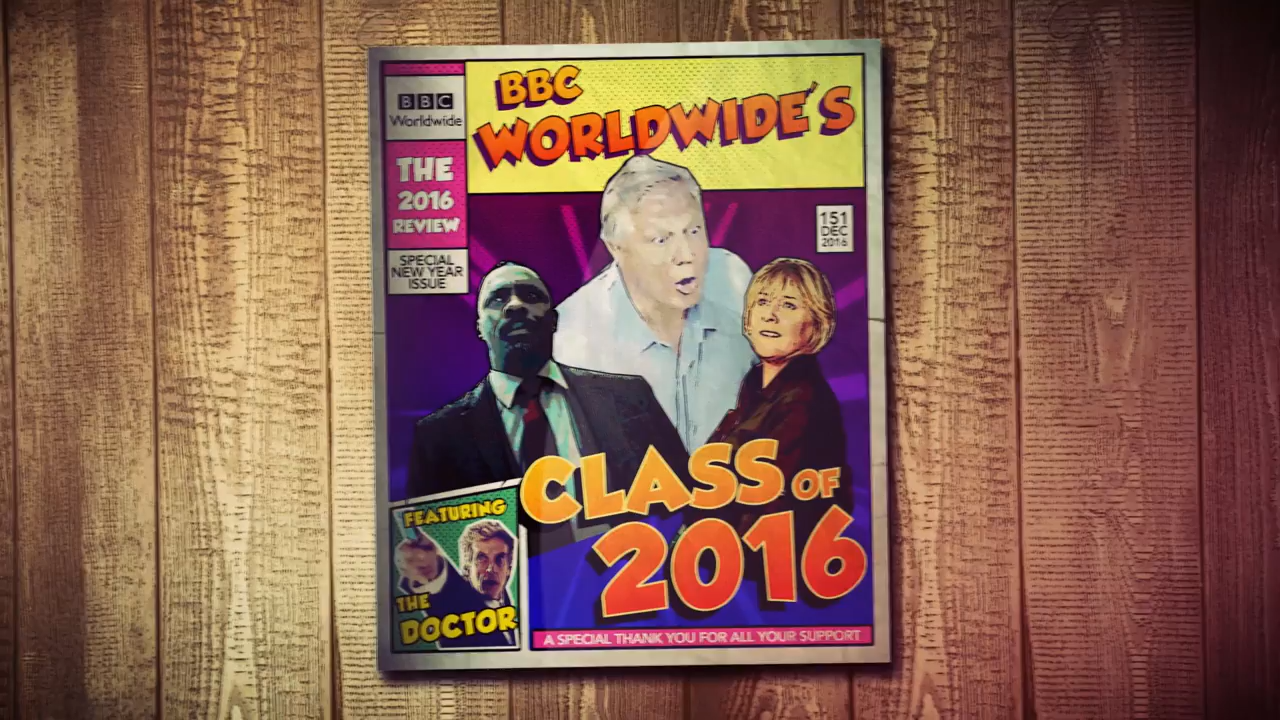 BBC
Worldwide
THE
2016
REVIEW
SPECIAL
NEW YEAR
ISSUE
BBC
WORLDWIDE'S
151
DEC
2016
CLASS OF
2016
FEATURING
THE
DOCTOR
A SPECIAL THANK YOU FOR ALL YOUR SUPPORT